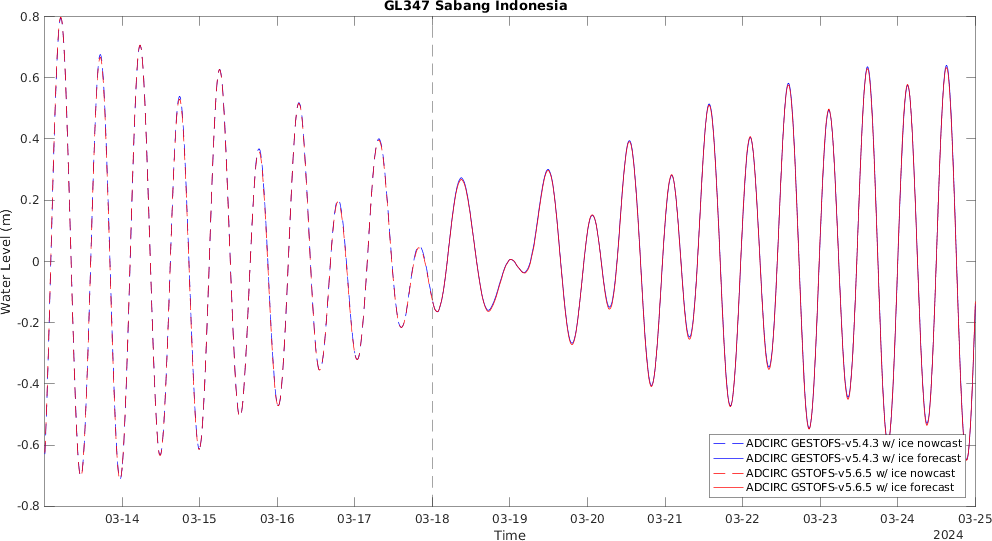 GL347 Sabang Indonesia
Water Level (m)
0.8
0.6
0.4
0.2
0
-0.2
-0.4
-0.6
-0.8
ADCIRC GESTOFS-v5.4.3 w/ ice nowcast
ADCIRC GESTOFS-v5.4.3 w/ ice forecast
ADCIRC GSTOFS-v5.6.5 w/ ice nowcast
ADCIRC GSTOFS-v5.6.5 w/ ice forecast
03-14 03-15 03-16 03-17 03-18 03-19 03-20 03-21 03-22 03-23 03-24 03-25
Time
2024